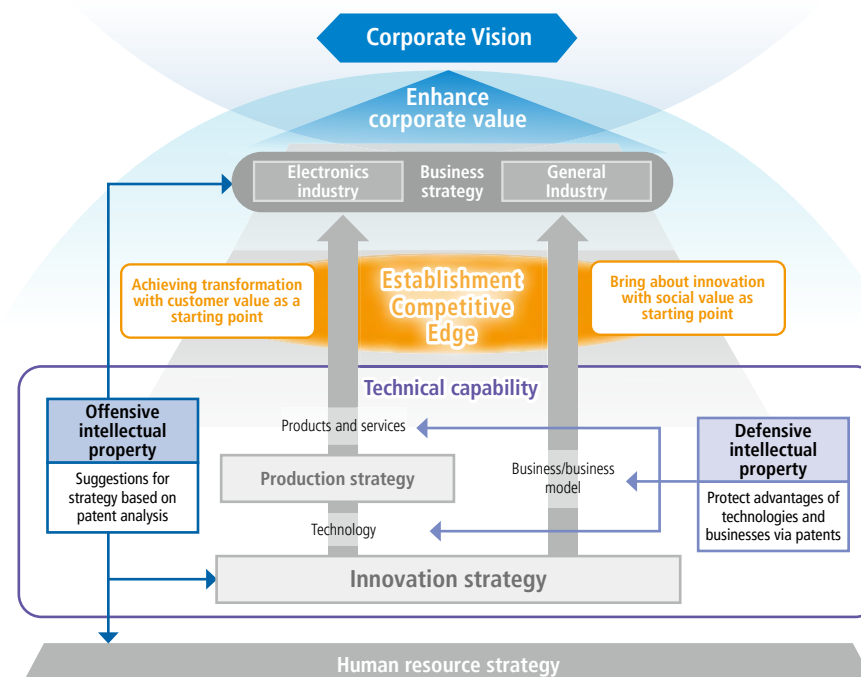 Corporate Vision
Enhance
corporate value
Electronics
industry
Business
strategy
General
Industry
Achieving transformation
with customer value as a
starting point
Establishment
Competitive
Edge
Bring about innovation
with social value as
starting point
Technical capability
Offensive
intellectual
property
Suggestions for
strategy based on
patent analysis
Products and services
Production strategy
Technology
Business/business
model
Defensive
intellectual
property
Protect advantages of
technologies and
businesses via patents
Innovation strategy
Human resource strategy